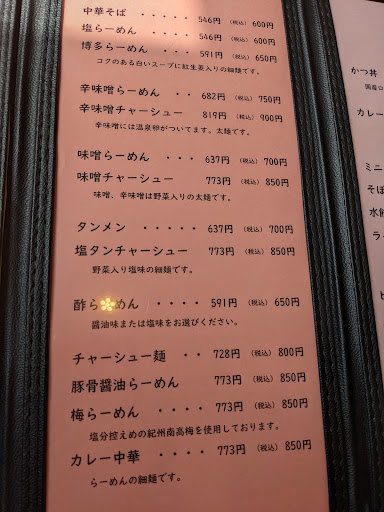 中華そば ・・・・・ 546円 (税込) 600円
塩らーめん ・・・・ 546円 (税込) 600円
博多らーめん ・・・ 591円 (税込) 650円
コクのある白いスープに紅生姜入りの細麺です。
辛味噌らーめん ・・ 682円 (税込) 750円
辛味噌チャーシュー 819円 (税込) 900円
辛味噌には温泉卵がついてます。太麺です。
味噌らーめん ・・・ 637円 (税込) 700円
味噌チャーシュー 773円 (税込) 850円
味噌、辛味噌は野菜入りの太麺です。
タンメン ・・・・・ 637円 (税込) 700円
塩タンチャーシュー 773円 (税込) 850円
野菜入り塩味の細麺です。
酢ら めん ・・・・ 591円 (税込) 650円
醤油味または塩味をお選びください。
チャーシュー麺 ・・ 728円 (税込) 800円
豚骨醤油らーめん 773円 (税込) 850円
梅らーめん ・・・・ 773円 (税込) 850円
塩分控えめの紀州南高梅を使用しております。
カレー中華 ・・・・ 773円 (税込) 850円
らーめんの細麺です。
かつ丼
国産ロ
カレー
ミニ
そば
水餃
ラー